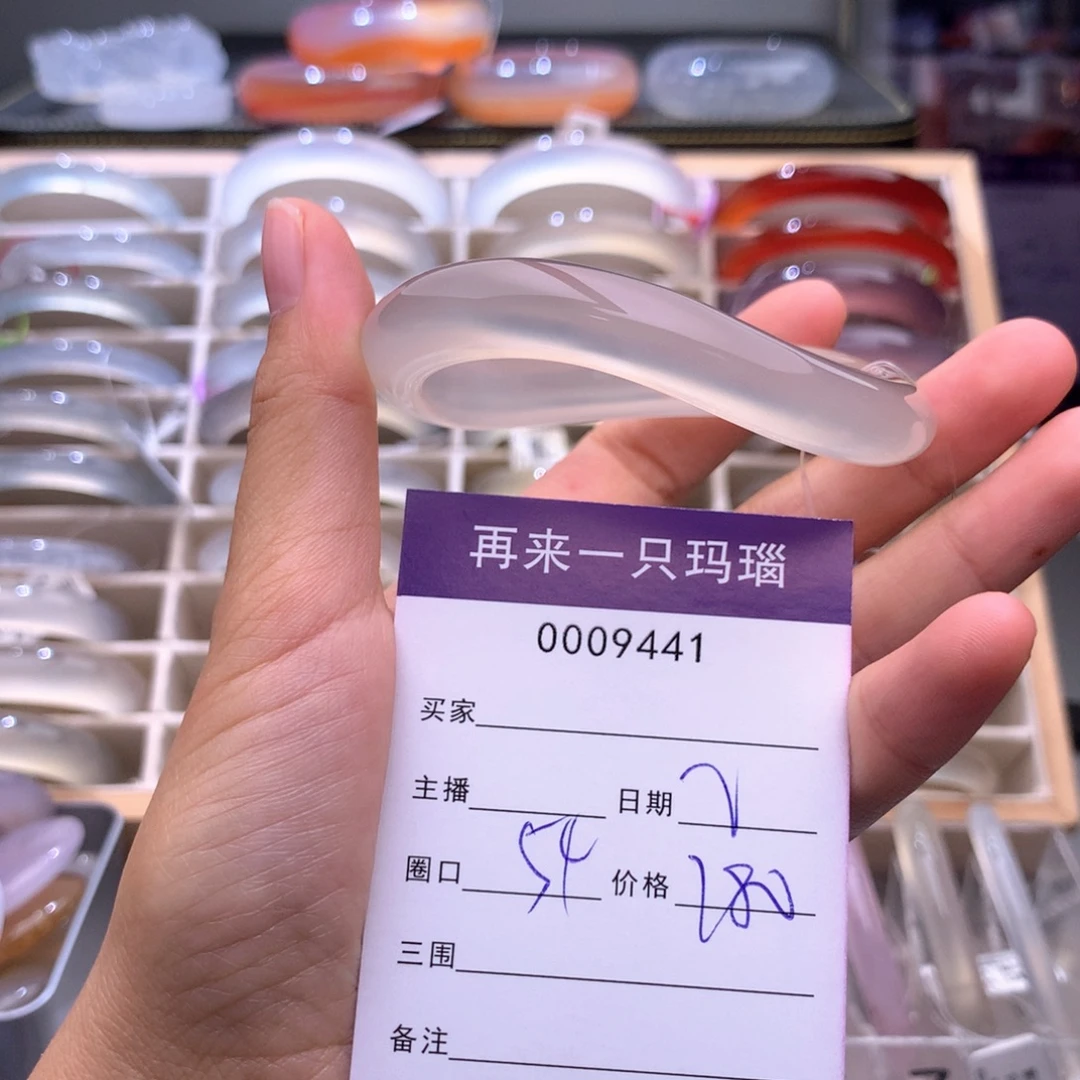 再来一只玛瑙
0009441
买家
主播 日期
圈口 54 价格 180
三围
备注